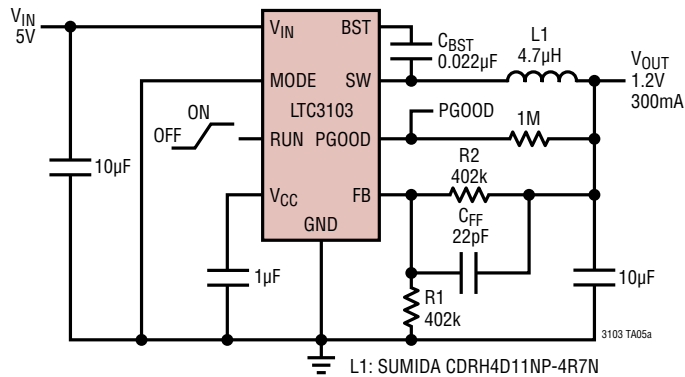 VIN
5V
VIN
BST
CBST
0.022µF
L1
4.7µH
VOUT
1.2V
300mA
MODE
SW
LTC3103
ON
OFF
RUN
PGOOD
PGOOD
1M
10µF
R2
402k
VCC
FB
GND
CFF
22pF
1µF
10µF
R1
402k
3103 TA05a
L1: SUMIDA CDRH4D11NP-4R7N